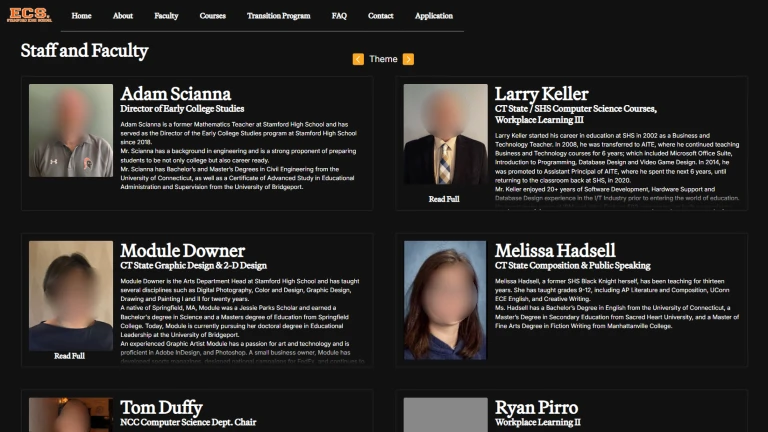 ECS.
STAMFORD HIGH SCHOOL
Home
About
Faculty
Courses
Transition Program
FAQ
Contact
Application
Staff and Faculty
Theme
Adam Scianna
Director of Early College Studies
Adam Scianna is a former Mathematics Teacher at Stamford High School and has
served as the Director of the Early College Studies program at Stamford High School
since 2018.
Mr. Scianna has a background in engineering and is a strong proponent of preparing
students to be not only college but also career ready.
Mr. Scianna has Bachelor's and Master's Degrees in Civil Engineering from the
University of Connecticut, as well as a Certificate of Advanced Study in Educational
Administration and Supervision from the University of Bridgeport.
Larry Keller
CT State / SHS Computer Science Courses,
Workplace Learning III
Larry Keller started his career in education at SHS in 2002 as a Business and
Technology Teacher. In 2008, he was transferred to AITE, where he continued teaching
Business and Technology courses for 6 years; which included Microsoft Office Suite,
Introduction to Programming, Database Design and Video Game Design. In 2014, he
was promoted to Assistant Principal of AITE, where he spent the next 6 years, until
returning to the classroom back at SHS, in 2020.
Mr. Keller enjoyed 20+ years of Software Development, Hardware Support and
Database Design experience in the I/T Industry prior to entering the world of education.
Read Full
Module Downer
CT State Graphic Design & 2-D Design
Module Downer is the Arts Department Head at Stamford High School and has taught
several disciplines such as Digital Photography, Color and Design, Graphic Design,
Drawing and Painting I and II for twenty years.
A native of Springfield, MA, Module was a Jessie Parks Scholar and earned a
Bachelor's degree in Science and a Masters degree of Education from Springfield
College. Today, Module is currently pursuing her doctoral degree in Educational
Leadership at the University of Bridgeport.
An experienced Graphic Artist Module has a passion for art and technology and is
proficient in Adobe InDesign, and Photoshop. A small business owner, Module has
Read Full
Melissa Hadsell
CT State Composition & Public Speaking
Melissa Hadsell, a former SHS Black Knight herself, has been teaching for thirteen
years. She has taught grades 9-12, including AP Literature and Composition, UConn
ECE English, and Creative Writing.
Ms. Hadsell has a Bachelor's Degree in English from the University of Connecticut, a
Master's Degree in Secondary Education from Sacred Heart University, and a Master of
Fine Arts Degree in Fiction Writing from Manhattanville College.
Tom Duffy
NCC Computer Science Dept. Chair
Ryan Pirro
Workplace Learning II